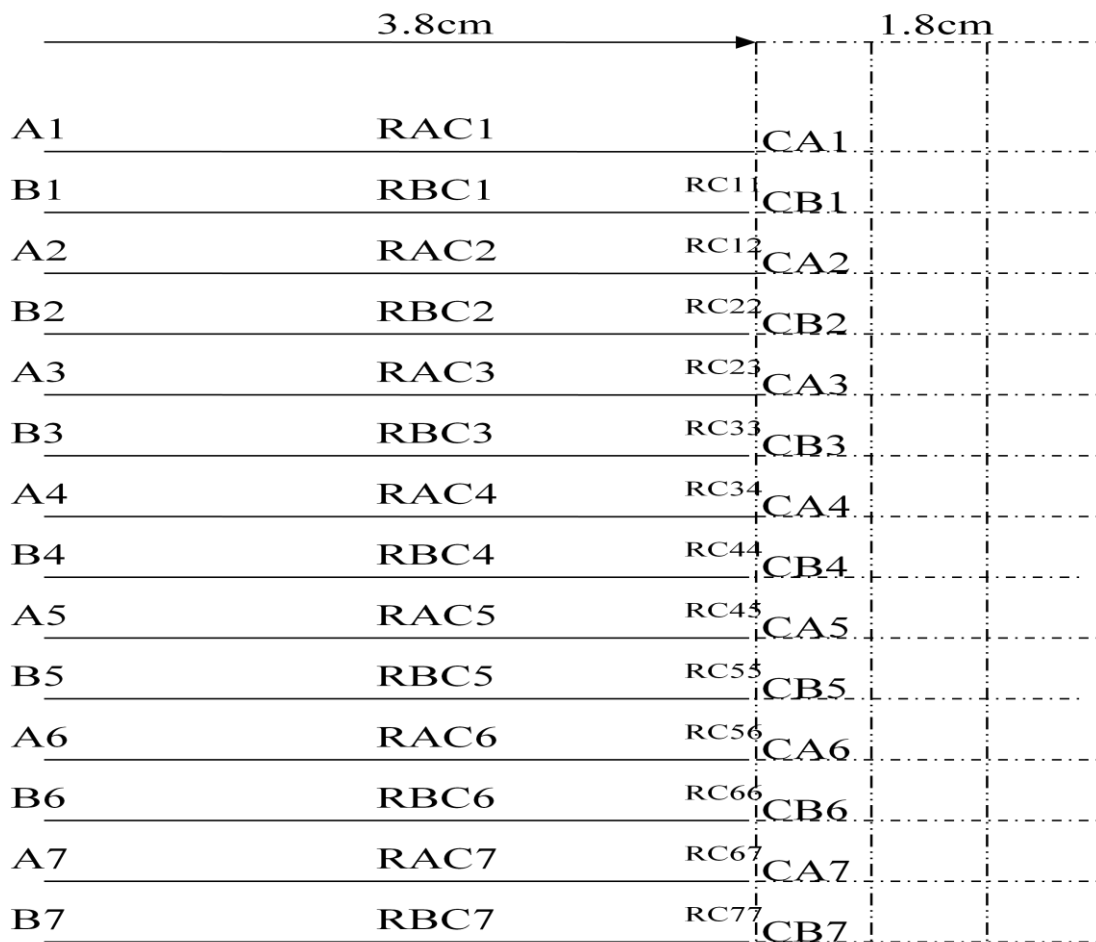 3.8cm 1.8cm
A1 RAC1 CA1
B1 RBC1 RC11 CB1
A2 RAC2 RC12 CA2
B2 RBC2 RC22 CB2
A3 RAC3 RC23 CA3
B3 RBC3 RC33 CB3
A4 RAC4 RC34 CA4
B4 RBC4 RC44 CB4
A5 RAC5 RC45 CA5
B5 RBC5 RC55 CB5
A6 RAC6 RC56 CA6
B6 RBC6 RC66 CB6
A7 RAC7 RC67 CA7
B7 RBC7 RC77 CB7